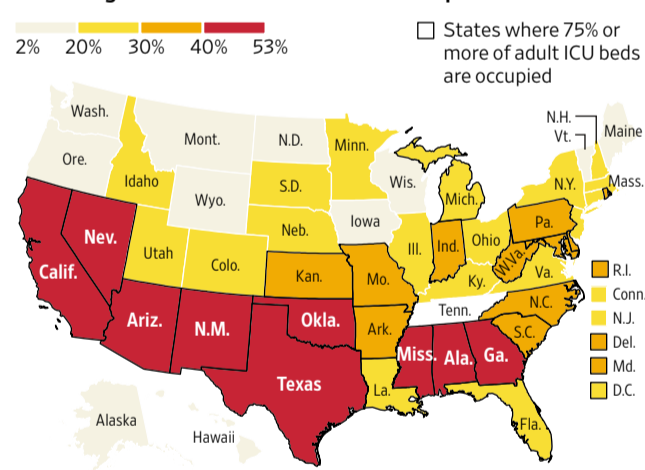 2%
20%
30%
40%
53%
States where 75% or
more of adult ICU beds
are occupied
Wash.
Mont.
N.D.
Minn.
N.H.
Vt.
Maine
Ore.
Idaho
Wyo.
S.D.
Wis.
Mich.
N.Y.
Mass.
Nev.
Utah
Colo.
Neb.
Iowa
Ill.
Ind.
Ohio
Pa.
Calif.
Kan.
Mo.
Ky.
W.Va.
Va.
R.I.
Conn.
N.J.
Del.
Md.
D.C.
Ariz.
N.M.
Okla.
Ark.
Tenn.
N.C.
S.C.
Texas
La.
Miss.
Ala.
Ga.
Fla.
Alaska
Hawaii